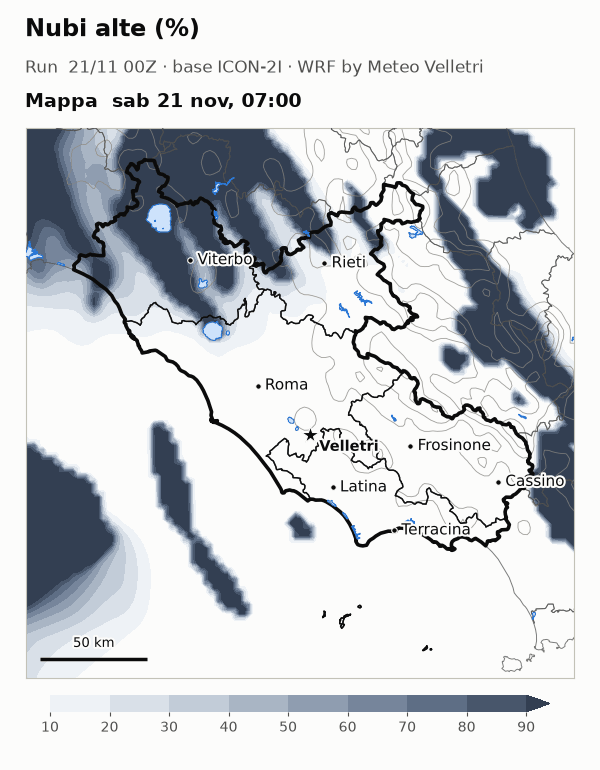 Nubi alte (%)
Run  21/11 00Z · base ICON-2I · WRF by Meteo Velletri
Mappa  sab 21 nov, 07:00
Viterbo
Rieti
Roma
Velletri
Frosinone
Latina
Cassino
Terracina
50 km
10 20 30 40 50 60 70 80 90